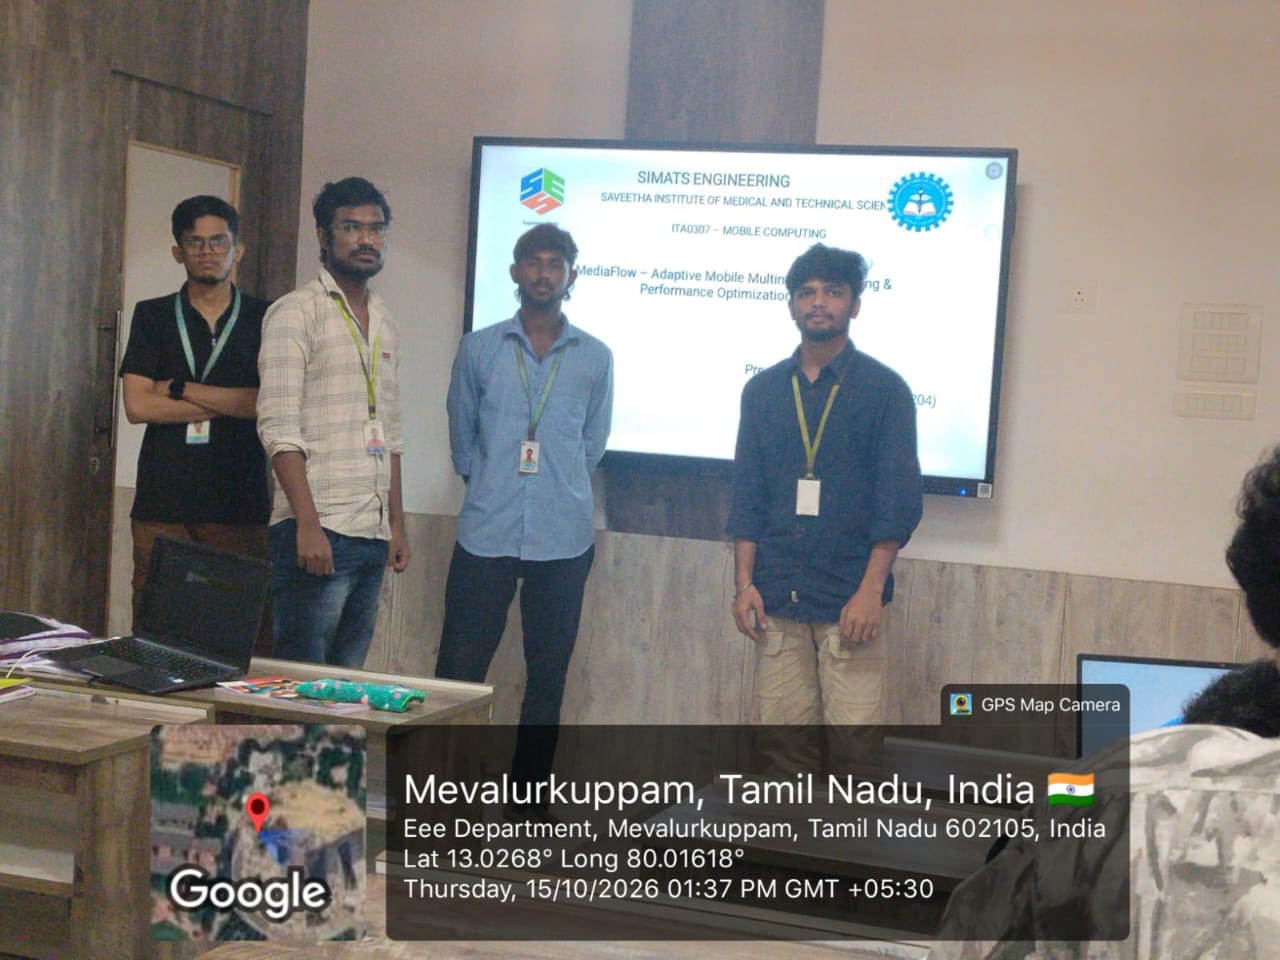 SIMATS ENGINEERING
SAVEETHA INSTITUTE OF MEDICAL AND TECHNICAL SCIEN
ITA0307 – MOBILE COMPUTING
MediaFlow – Adaptive Mobile
ng &
Performance Optimization
204)
GPS Map Camera
Mevalurkuppam, Tamil Nadu, India
Eee Department, Mevalurkuppam, Tamil Nadu 602105, India
Lat 13.0268° Long 80.01618°
Thursday, 15/10/2026 01:37 PM GMT +05:30
Google